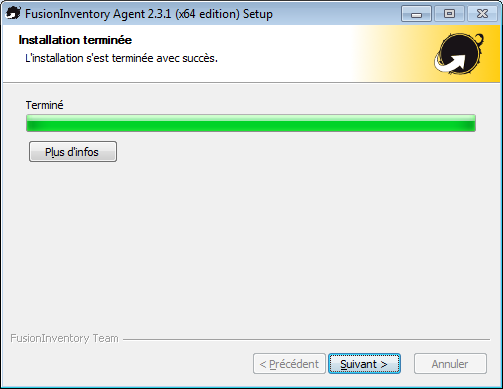 FusionInventory Agent 2.3.1 (x64 edition) Setup
Installation terminée
L'installation s'est terminée avec succès.
Terminé
Plus d'infos
FusionInventory Team
< Précédent Suivant > Annuler